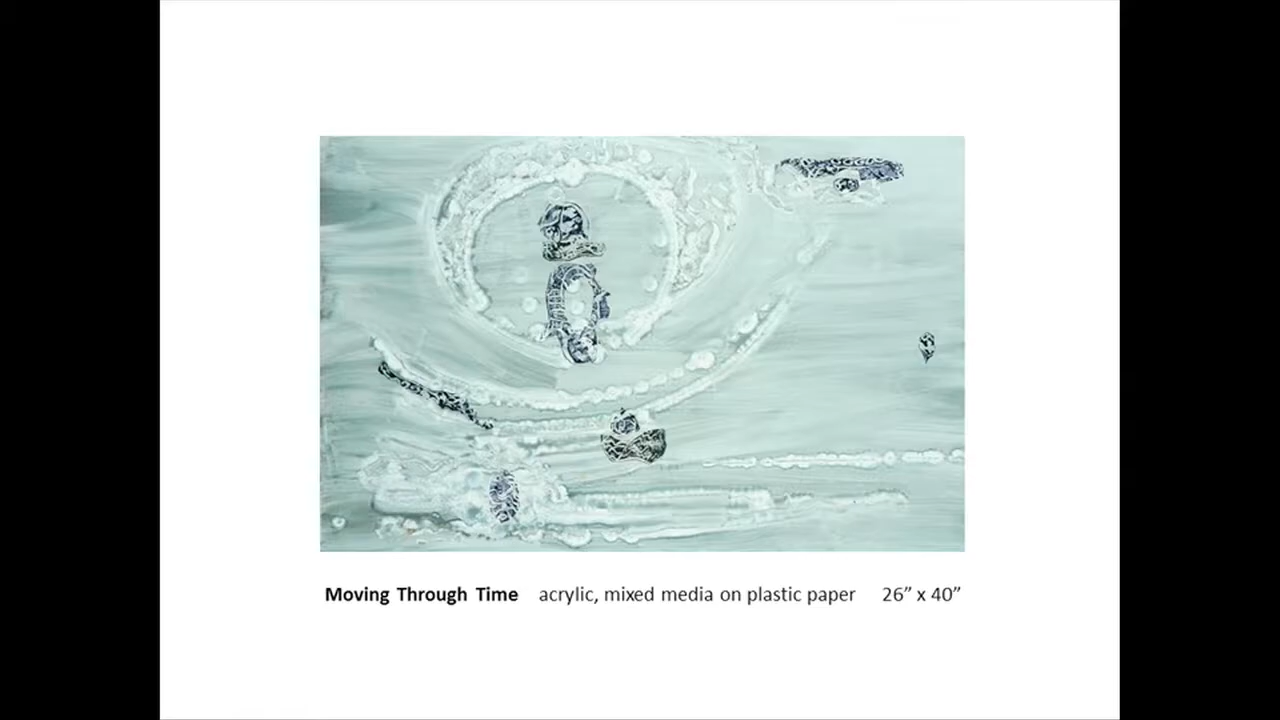 Moving Through Time acrylic, mixed media on plastic paper 26” x 40”